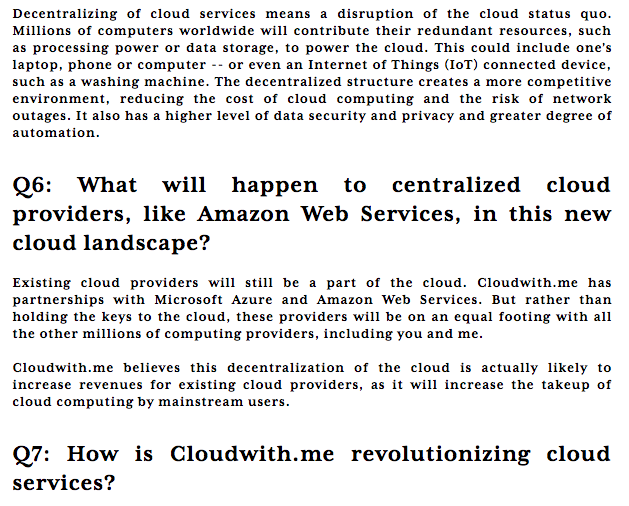 Decentralizing of cloud services means a disruption of the cloud status quo.
Millions of computers worldwide will contribute their redundant resources, such
as processing power or data storage, to power the cloud. This could include one's
laptop, phone or computer -- or even an Internet of Things (IoT) connected device,
such as a washing machine. The decentralized structure creates a more competitive
environment, reducing the cost of cloud computing and the risk of network
outages. It also has a higher level of data security and privacy and greater degree of
automation.
Q6: What will happen to centralized cloud
providers, like Amazon Web Services, in this new
cloud landscape?
Existing cloud providers will still be a part of the cloud. Cloudwith.me has
partnerships with Microsoft Azure and Amazon Web Services. But rather than
holding the keys to the cloud, these providers will be on an equal footing with all
the other millions of computing providers, including you and me.
Cloudwith.me believes this decentralization of the cloud is actually likely to
increase revenues for existing cloud providers, as it will increase the takeup of
cloud computing by mainstream users.
Q7: How is Cloudwith.me revolutionizing cloud
services?